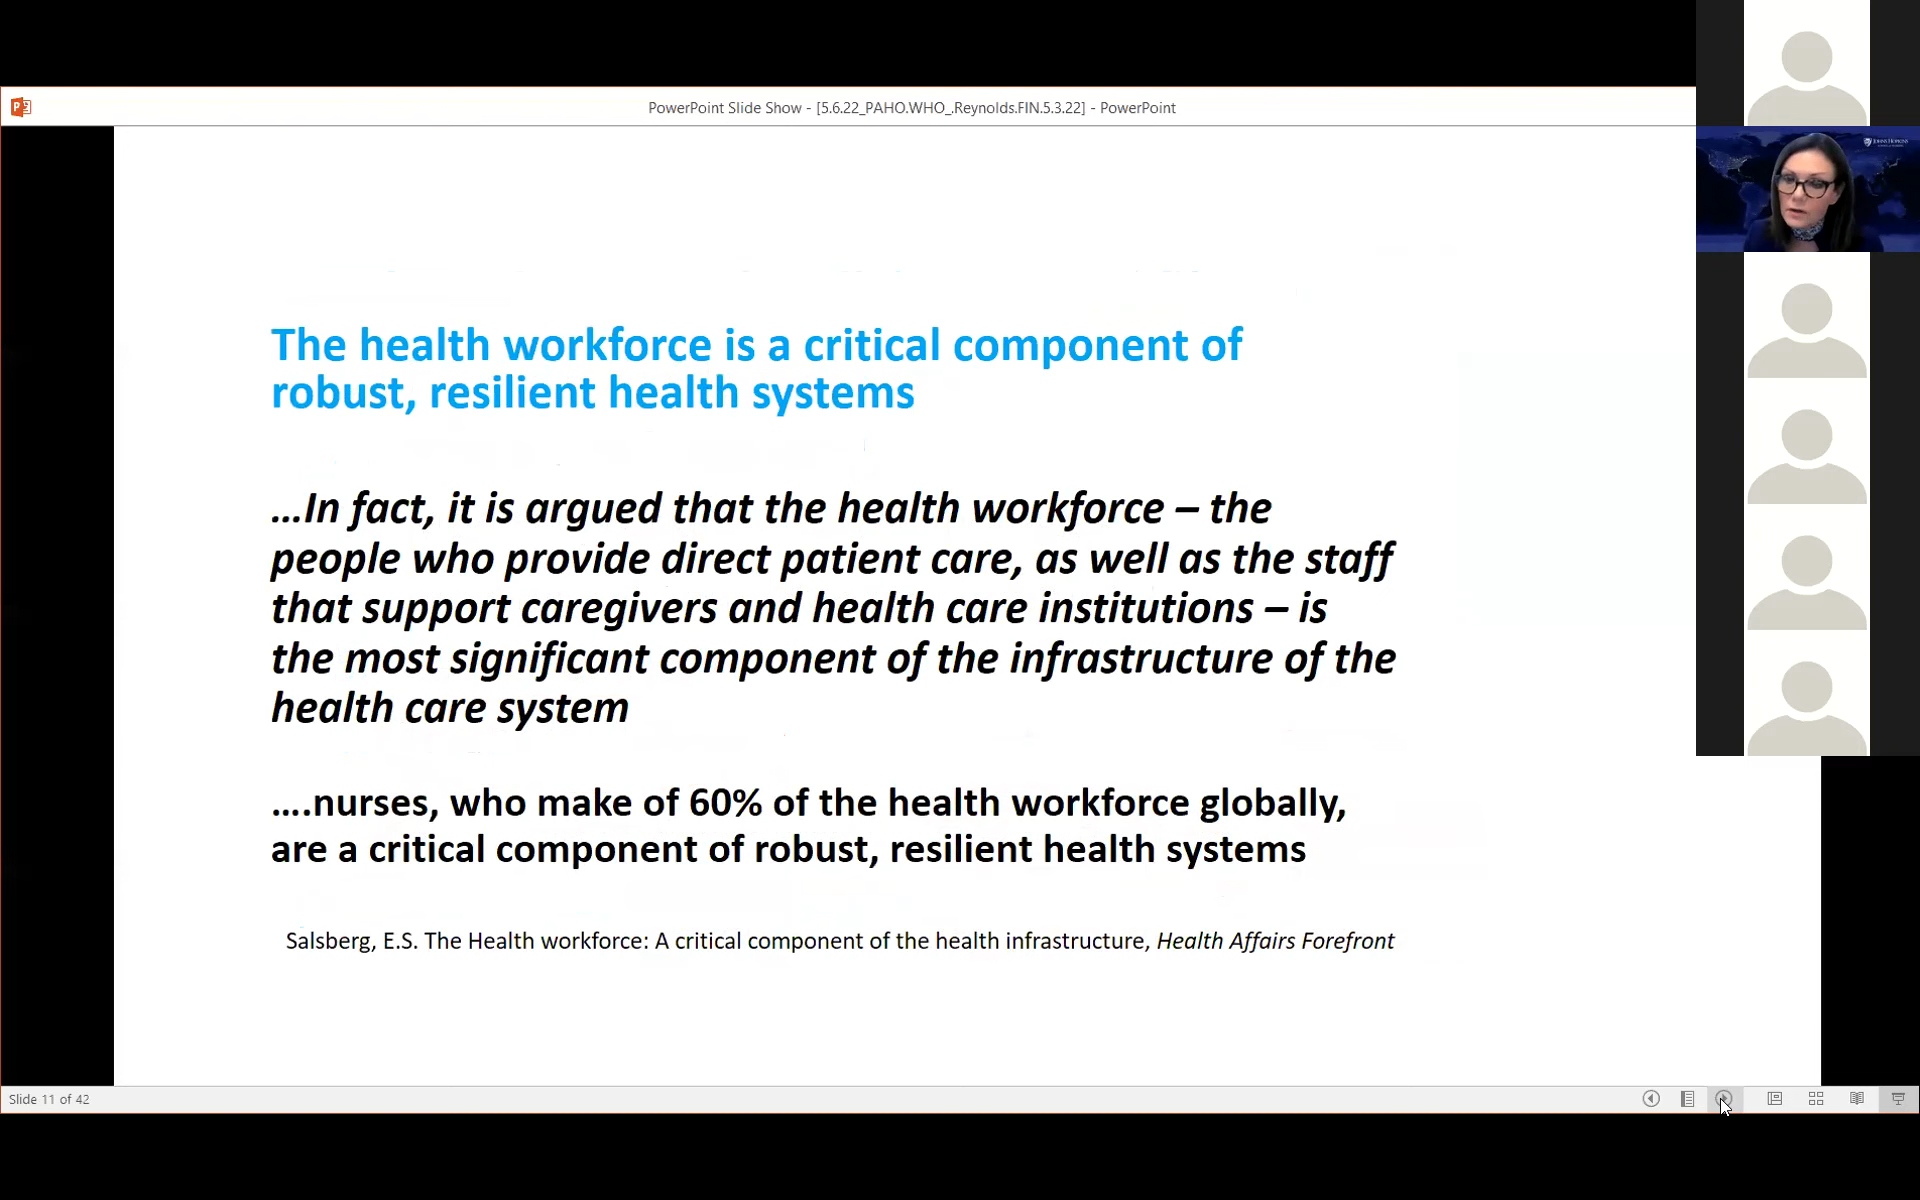 PowerPoint Slide Show - [5.6.22_PAHO.WHO_.Reynolds.FIN.5.3.22] - PowerPoint
JOHNS HOPKINS
The health workforce is a critical component of
robust, resilient health systems
...In fact, it is argued that the health workforce – the
people who provide direct patient care, as well as the staff
that support caregivers and health care institutions – is
the most significant component of the infrastructure of the
health care system
....nurses, who make of 60% of the health workforce globally,
are a critical component of robust, resilient health systems
Salsberg, E.S. The Health workforce: A critical component of the health infrastructure, Health Affairs Forefront
Slide 11 of 42